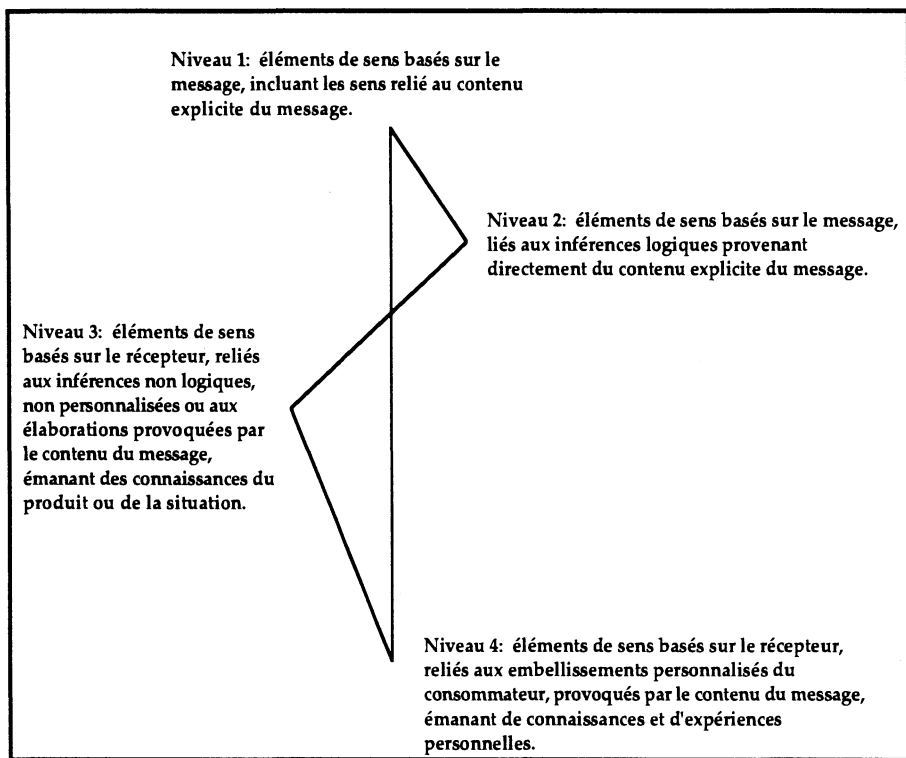 Niveau 1: éléments de sens basés sur le
message, incluant les sens relié au contenu
explicite du message.
Niveau 2: éléments de sens basés sur le message,
liés aux inférences logiques provenant
directement du contenu explicite du message.
Niveau 3: éléments de sens
basés sur le récepteur, reliés
aux inférences non logiques,
non personnalisées ou aux
élaborations provoquées par
le contenu du message,
émanant des connaissances du
produit ou de la situation.
Niveau 4: éléments de sens basés sur le récepteur,
reliés aux embellissements personnalisés du
consommateur, provoqués par le contenu du message,
émanant de connaissances et d'expériences
personnelles.